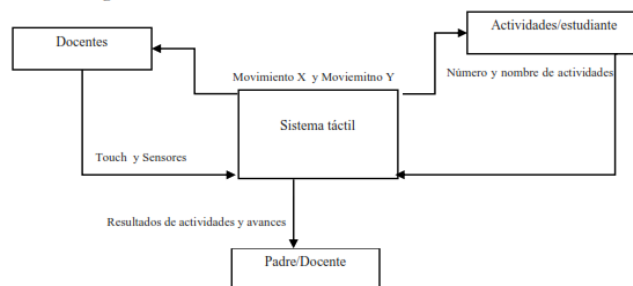 Docentes
Actividades/estudiante
Movimiento X y Moviemitno Y
Número y nombre de actividades
Sistema táctil
Touch y Sensores
Resultados de actividades y avances
Padre/Docente